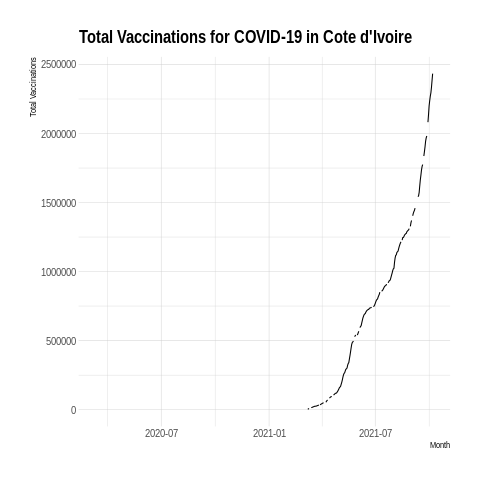 Total Vaccinations for COVID-19 in Cote d'Ivoire
Total Vaccinations
2500000
2000000
1500000
1000000
500000
0
2020-07 2021-01 2021-07
Month